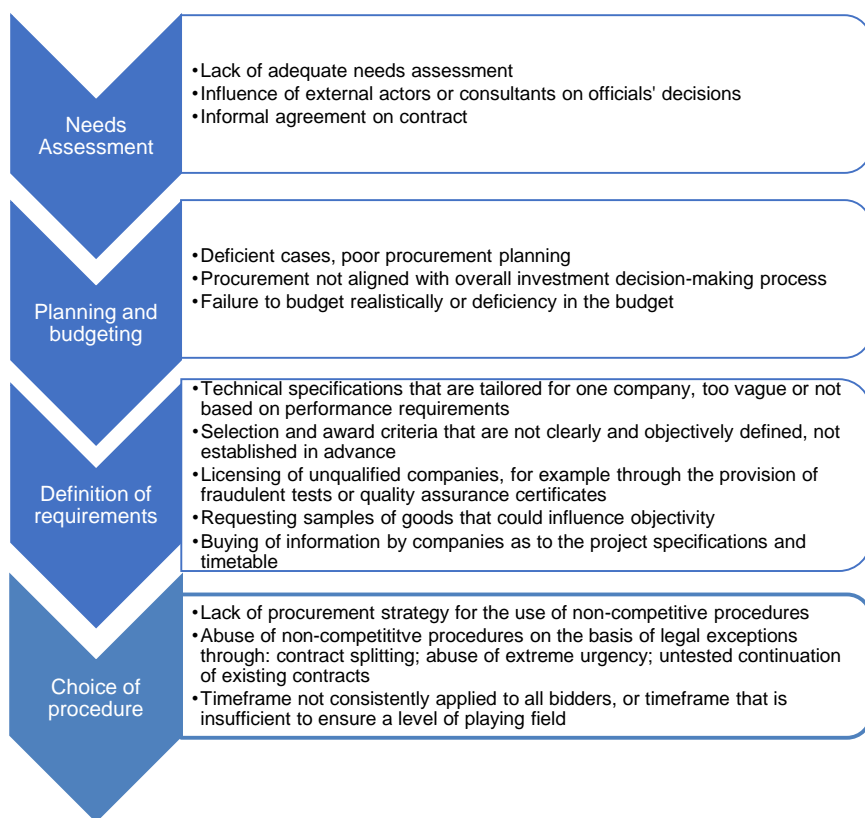 Needs
Assessment
•Lack of adequate needs assessment
•Influence of external actors or consultants on officials' decisions
•Informal agreement on contract
Planning and
budgeting
•Deficient cases, poor procurement planning
•Procurement not aligned with overall investment decision-making process
•Failure to budget realistically or deficiency in the budget
Definition of
requirements
•Technical specifications that are tailored for one company, too vague or not
based on performance requirements
•Selection and award criteria that are not clearly and objectively defined, not
established in advance
•Licensing of unqualified companies, for example through the provision of
fraudulent tests or quality assurance certificates
•Requesting samples of goods that could influence objectivity
•Buying of information by companies as to the project specifications and
timetable
Choice of
procedure
•Lack of procurement strategy for the use of non-competitive procedures
•Abuse of non-competititve procedures on the basis of legal exceptions
through: contract splitting; abuse of extreme urgency; untested continuation
of existing contracts
•Timeframe not consistently applied to all bidders, or timeframe that is
insufficient to ensure a level of playing field